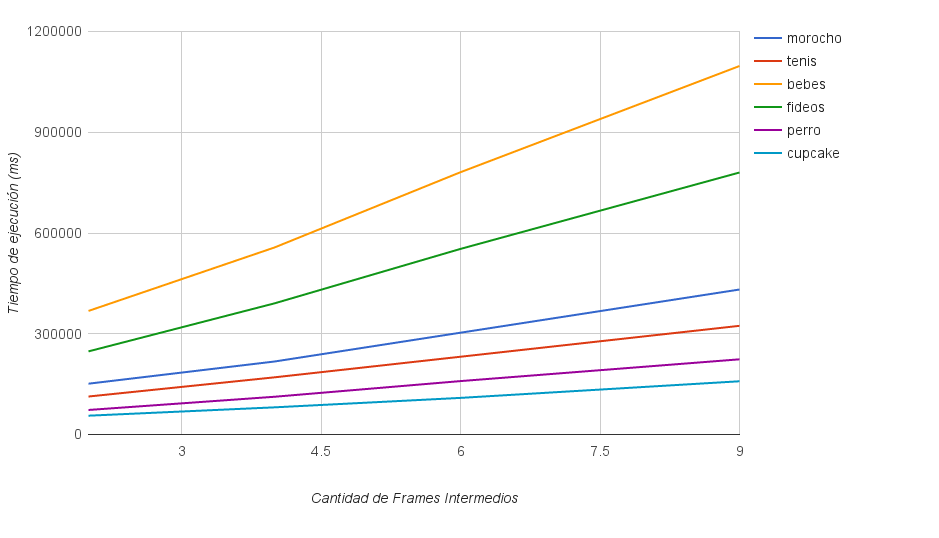 1200000
900000
600000
300000
0
3
4.5
6
7.5
9
Tiempo de ejecución (ms)
Cantidad de Frames Intermedios
morocho
tenis
bebes
fideos
perro
cupcake